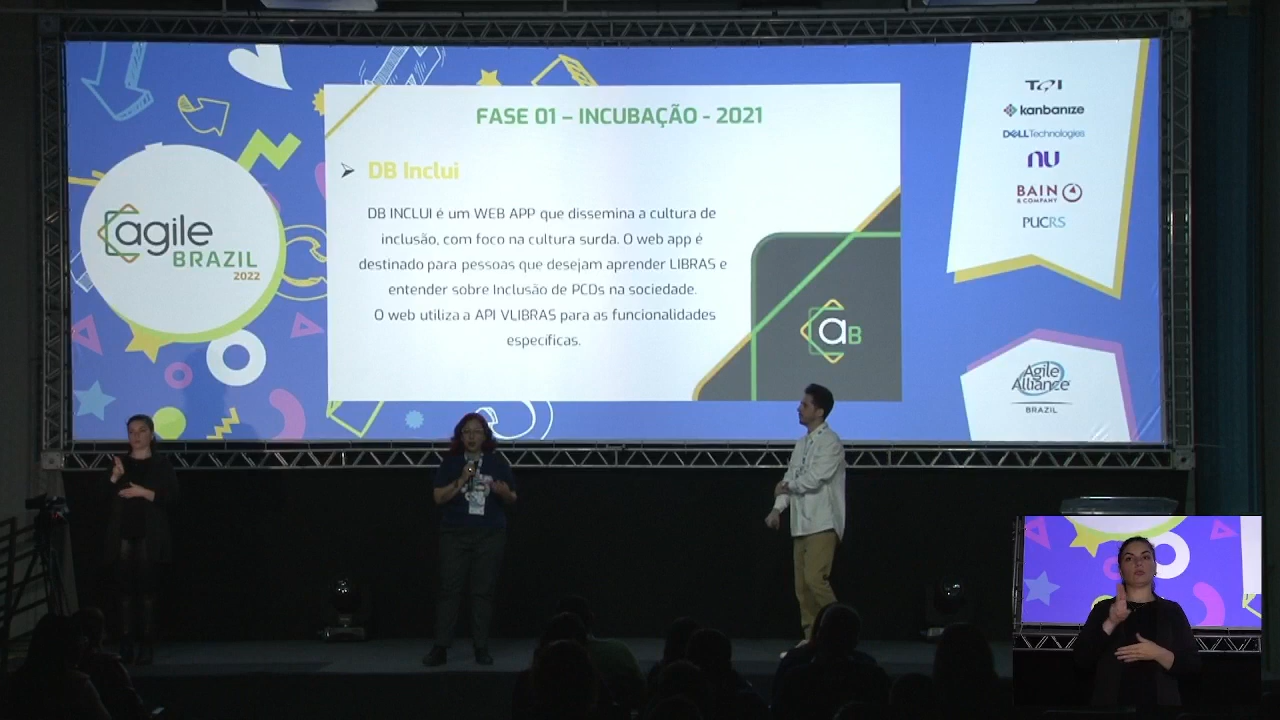 agile
BRAZIL
2022
FASE 01 – INCUBAÇÃO - 2021
DB Inclui
DB INCLUI é um WEB APP que dissemina a cultura de
inclusão, com foco na cultura surda. O web app é
destinado para pessoas que desejam aprender LIBRAS e
entender sobre Inclusão de PCDs na sociedade.
O web utiliza a API VLIBRAS para as funcionalidades
específicas.
aB
kanbanize
DELLTechnologies
nu
BAIN
& COMPANY
PUCRS
Agile
Alliance
BRAZIL